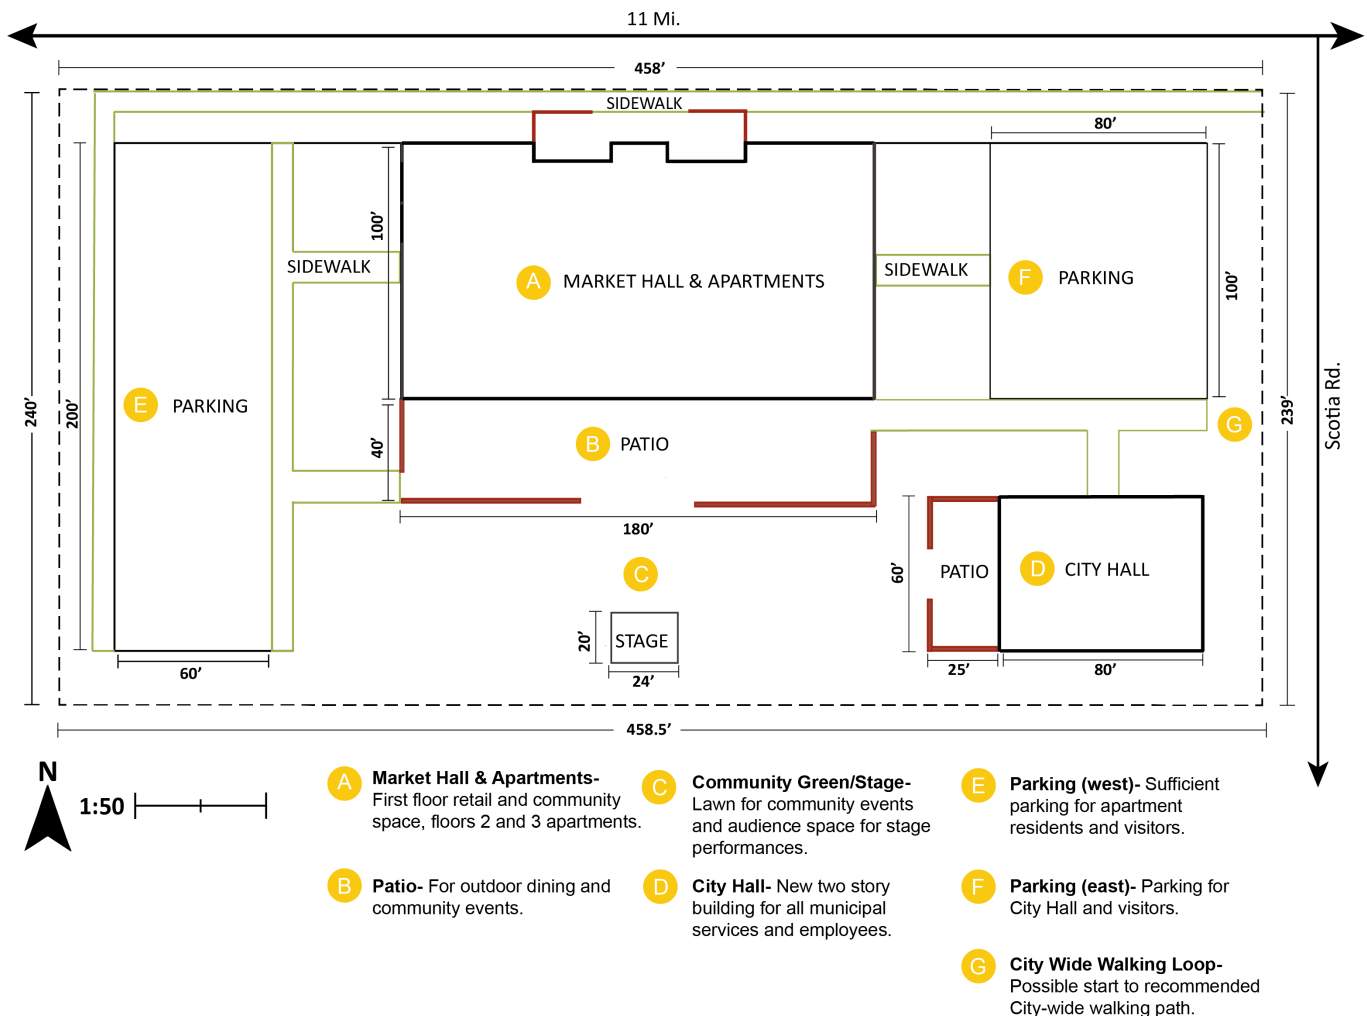 11 Mi.
458’
SIDEWALK
80’
100’
SIDEWALK
SIDEWALK
A
MARKET HALL & APARTMENTS
F
PARKING
100’
Scotia Rd.
240’
200’
E
PARKING
40’
B
PATIO
G
239’
180’
C
60’
PATIO
D
CITY HALL
20’
STAGE
24’
60’
25’
80’
458.5’
N
1:50
A
Market Hall & Apartments-
First floor retail and community
space, floors 2 and 3 apartments.
B
Patio- For outdoor dining and
community events.
C
Community Green/Stage-
Lawn for community events
and audience space for stage
performances.
D
City Hall- New two story
building for all municipal
services and employees.
E
Parking (west)- Sufficient
parking for apartment
residents and visitors.
F
Parking (east)- Parking for
City Hall and visitors.
G
City Wide Walking Loop-
Possible start to recommended
City-wide walking path.